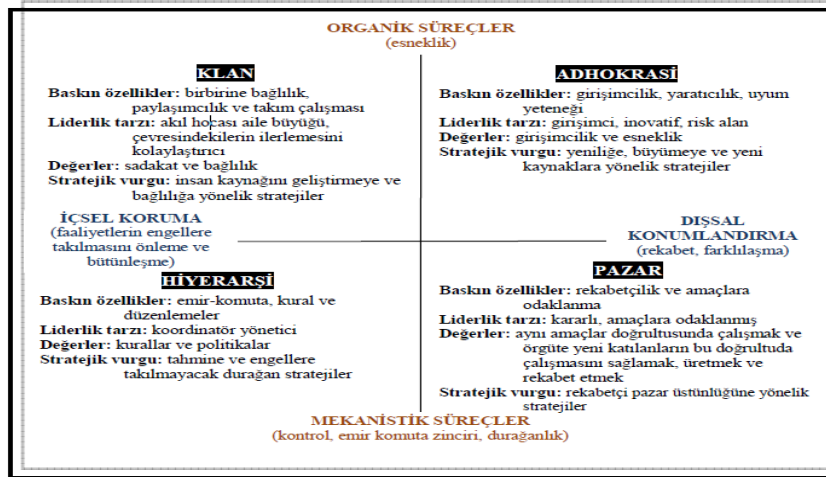 ORGANİK SÜREÇLER
(esneklik)
KLAN
Baskın özellikler: birbirine bağlılık,
paylaşımcılık ve takım çalışması
Liderlik tarzı: akıl hocası aile büyüğü,
çevresindekilerin ilerlemesini
kolaylaştırıcı
Değerler: sadakat ve bağlılık
Stratejik vurgu: insan kaynağını geliştirmeye ve
bağlılığa yönelik stratejiler
ADHOKRASİ
Baskın özellikler: girişimcilik, yaratıcılık, uyum
yeteneği
Liderlik tarzı: girişimci, inovatif, risk alan
Değerler: girişimcilik ve esneklik
Stratejik vurgu: yeniliğe, büyümeye ve yeni
kaynaklara yönelik stratejiler
İÇSEL KORUMA
(faaliyetlerin engellere
takılmasını önleme ve
bütünleşme)
DIŞSAL
KONUMLANDIRMA
(rekabet, farklılaşma)
HİYERARŞİ
Baskın özellikler: emir-komuta, kural ve
düzenlemeler
Liderlik tarzı: koordinatör yönetici
Değerler: kurallar ve politikalar
Stratejik vurgu: tahmine ve engellere
takılmayacak durağan stratejiler
PAZAR
Baskın özellikler: rekabetçilik ve amaçlara
odaklanma
Liderlik tarzı: kararlı, amaçlara odaklanmış
Değerler: aynı amaçlar doğrultusunda çalışmak ve
örgüte yeni katılanların bu doğrultuda
çalışmasını sağlamak, üretmek ve
rekabet etmek
Stratejik vurgu: rekabetçi pazar üstünlüğüne yönelik
stratejiler
MEKANİSTİK SÜREÇLER
(kontrol, emir komuta zinciri, durağanlık)